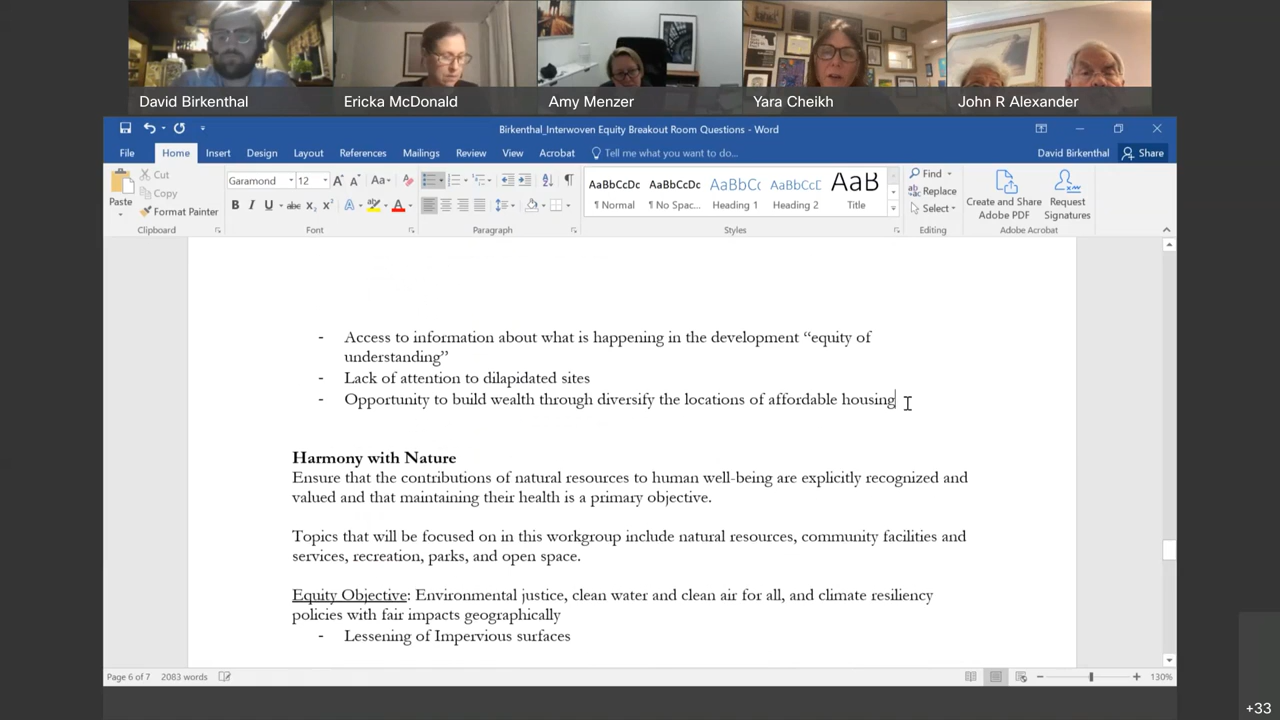 David Birkenthal
Ericka McDonald
Amy Menzer
Yara Cheikh
John R Alexander
Birkenthal_Interwoven Equity Breakout Room Questions - Word
File Home Insert Design Layout References Mailings Review View Acrobat Tell me what you want to do... David Birkenthal Share
Paste
Cut
Copy
Format Painter
Clipboard
Garamond 12
Font
Paragraph
AaBbCcDc AaBbCcDc AaBbCcDc AaBbCcD AaB
¶ Normal ¶ No Spac... Heading 1 Heading 2 Title
Styles
Find
Replace
Select
Editing
Create and Share
Adobe PDF
Request
Signatures
Adobe Acrobat
- Access to information about what is happening in the development “equity of
understanding”
- Lack of attention to dilapidated sites
- Opportunity to build wealth through diversify the locations of affordable housing
Harmony with Nature
Ensure that the contributions of natural resources to human well-being are explicitly recognized and
valued and that maintaining their health is a primary objective.
Topics that will be focused on in this workgroup include natural resources, community facilities and
services, recreation, parks, and open space.
Equity Objective: Environmental justice, clean water and clean air for all, and climate resiliency
policies with fair impacts geographically
- Lessening of Impervious surfaces
Page 6 of 7 2083 words
130%
+33